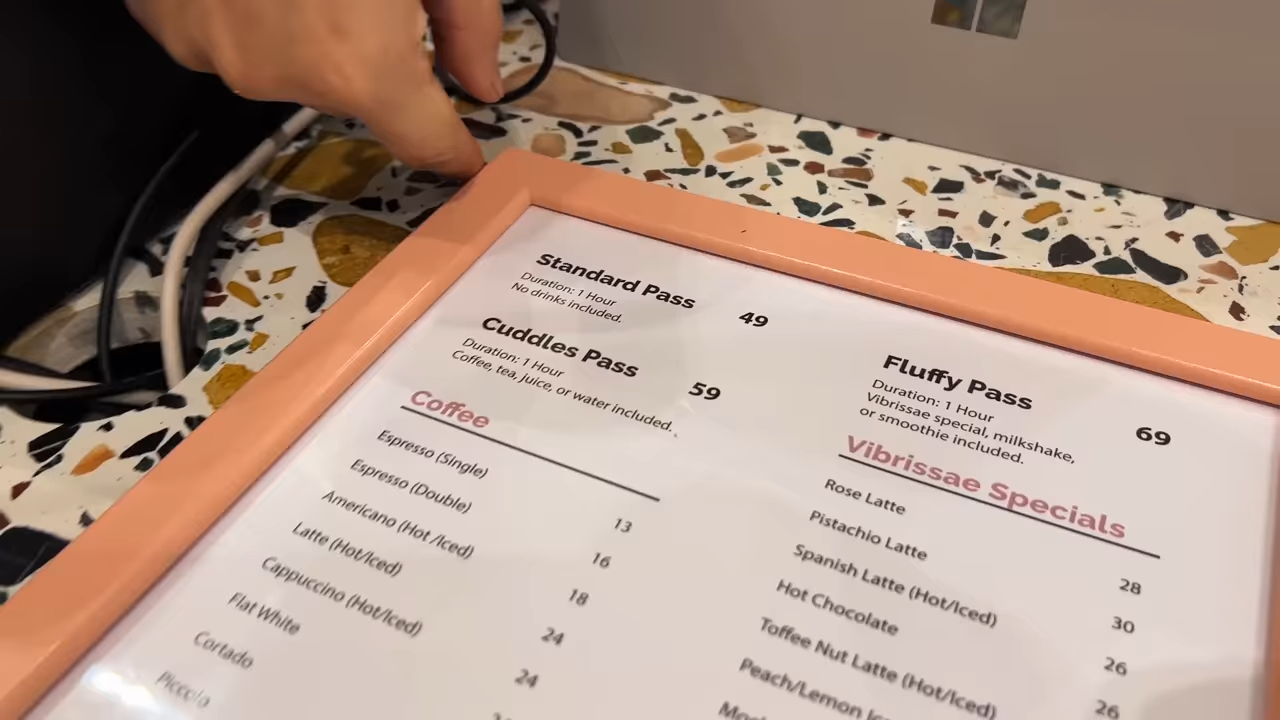 Standard Pass
Duration: 1 Hour
No drinks included.
49
Cuddles Pass
Duration: 1 Hour
Coffee, tea, juice, or water included.
59
Coffee
Espresso (Single) 13
Espresso (Double) 16
Americano (Hot /Iced) 18
Latte (Hot/Iced) 24
Cappuccino (Hot/Iced) 24
Flat White
Cortado
Piccolo
Fluffy Pass
Duration: 1 Hour
Vibrissae special, milkshake,
or smoothie included.
69
Vibrissae Specials
Rose Latte 28
Pistachio Latte 30
Spanish Latte (Hot/Iced) 26
Hot Chocolate 26
Toffee Nut Latte (Hot/Iced)
Peach/Lemon